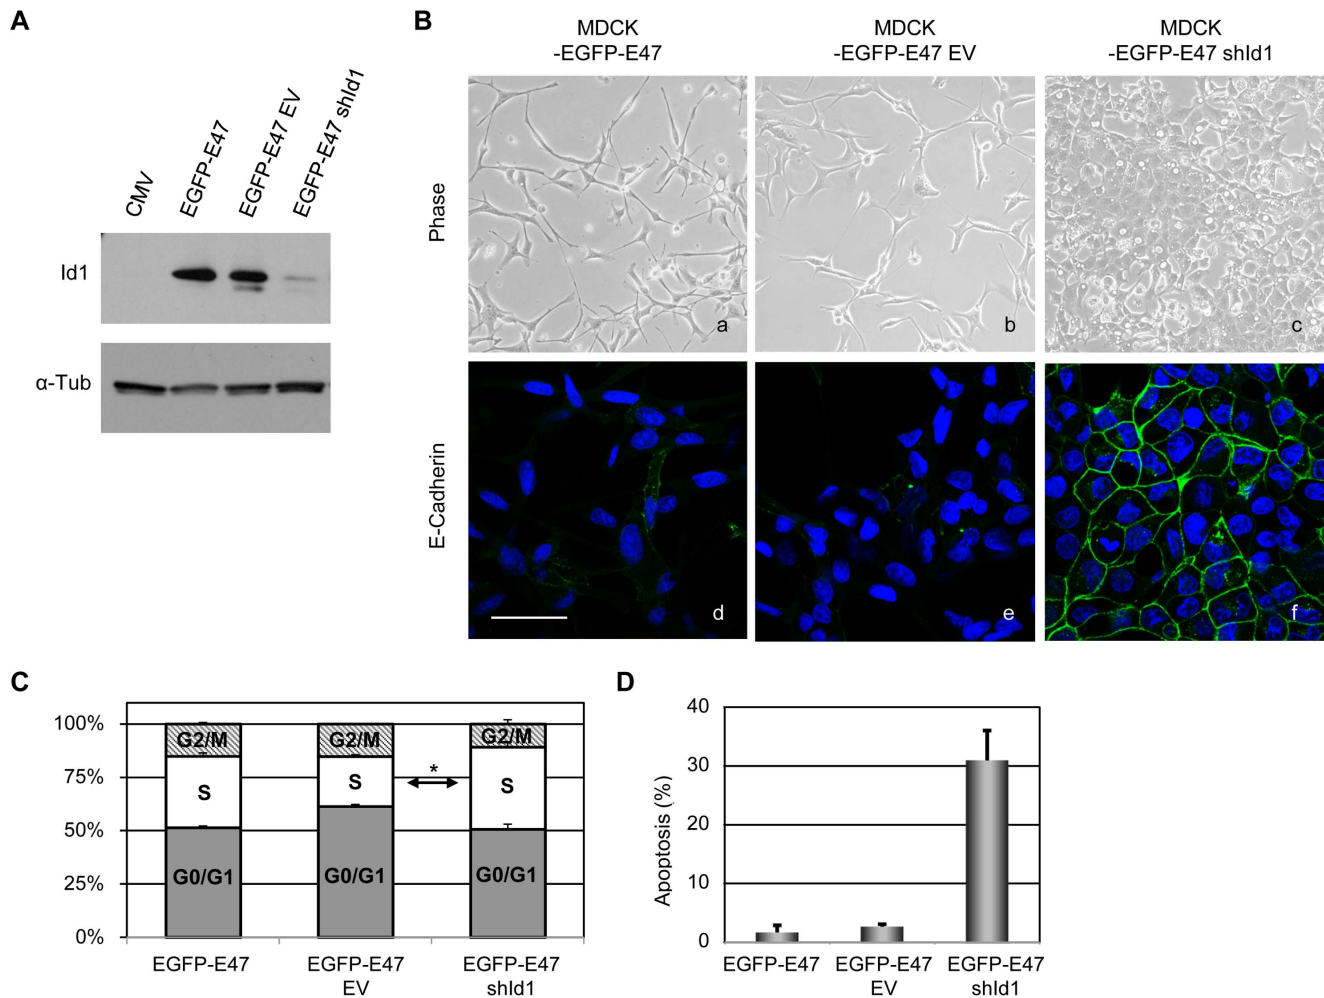 A
CMV
EGFP-E47
EGFP-E47 EV
EGFP-E47 shId1
Id1
α-Tub
B
MDCK
-EGFP-E47
MDCK
-EGFP-E47 EV
MDCK
-EGFP-E47 shId1
Phase
a
b
c
E-Cadherin
d
e
f
C
100%
75%
50%
25%
0%
G2/M
S
G0/G1
G2/M
S
G0/G1
*
G2/M
S
G0/G1
EGFP-E47
EGFP-E47
EV
EGFP-E47
shId1
D
Apoptosis (%)
40
30
20
10
0
EGFP-E47
EGFP-E47
EV
EGFP-E47
shId1